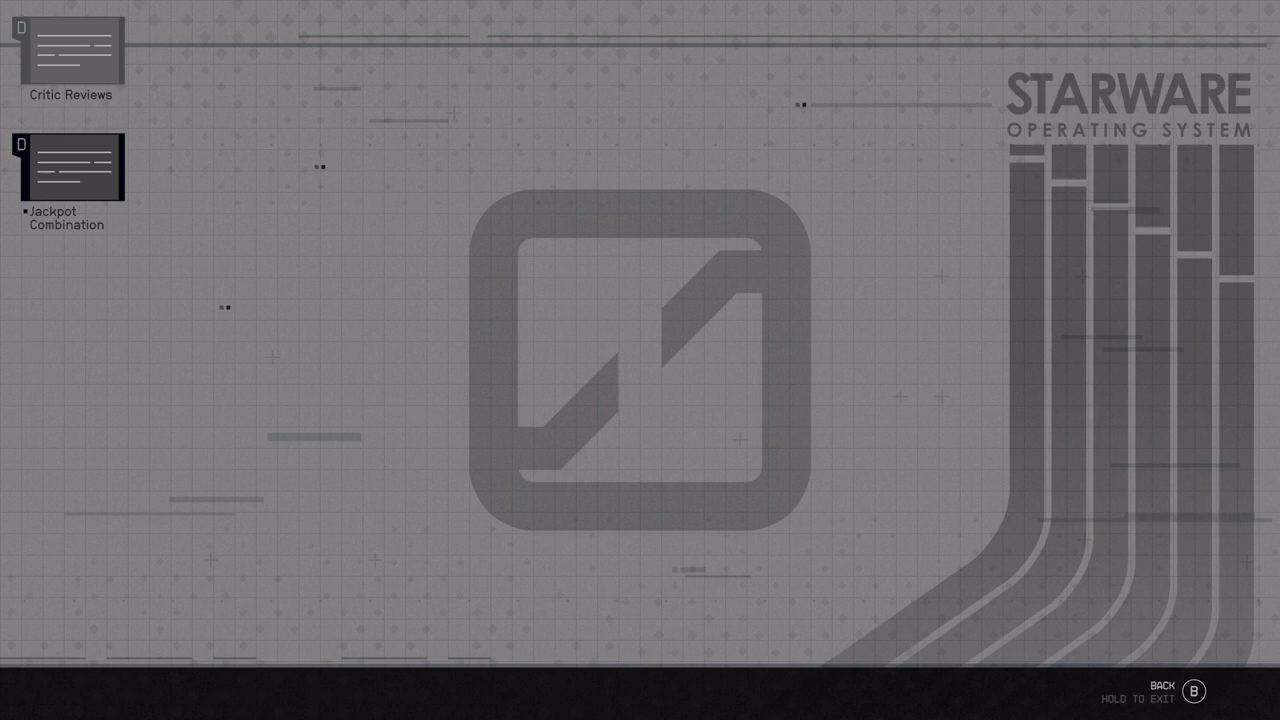 D
Critic Reviews
D
Jackpot
Combination
STARWARE
OPERATING SYSTEM
BACK
HOLD TO EXIT
B